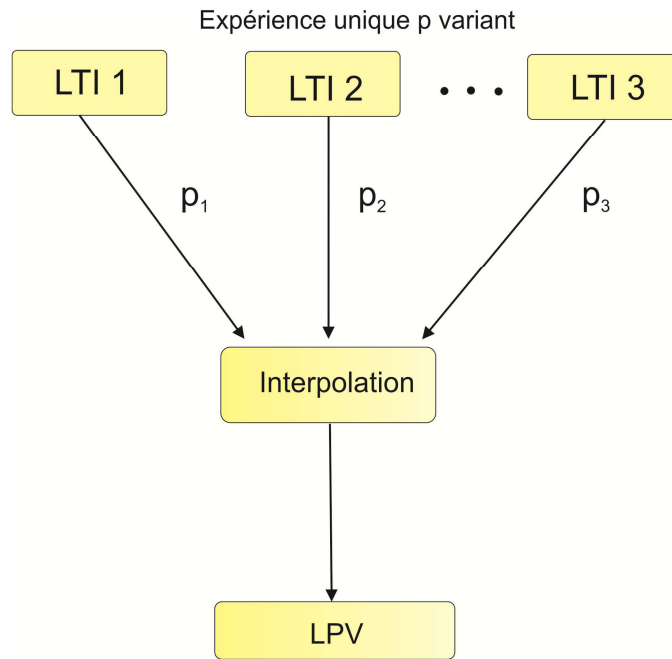 Expérience unique p variant
LTI 1
LTI 2
• • •
LTI 3
p₁
p₂
p₃
Interpolation
LPV